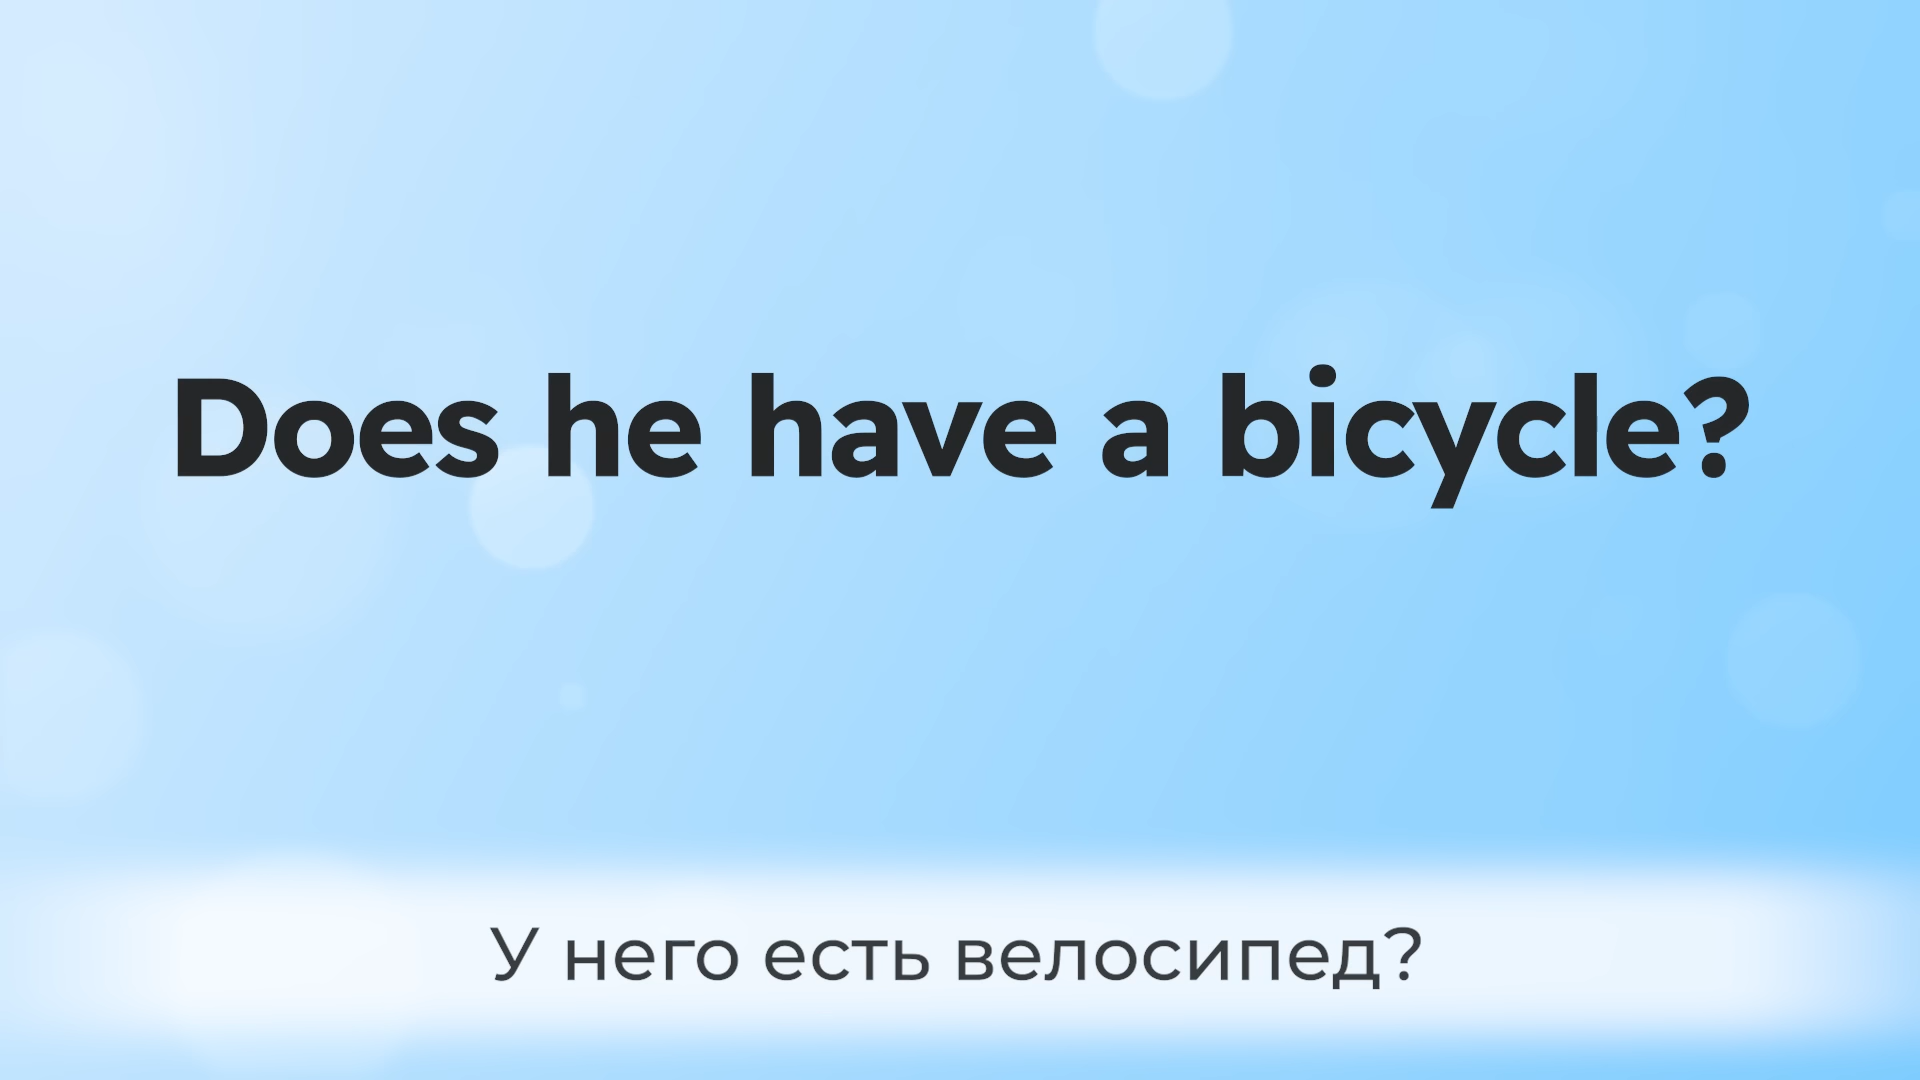 Does he have a bicycle?
У него есть велосипед?